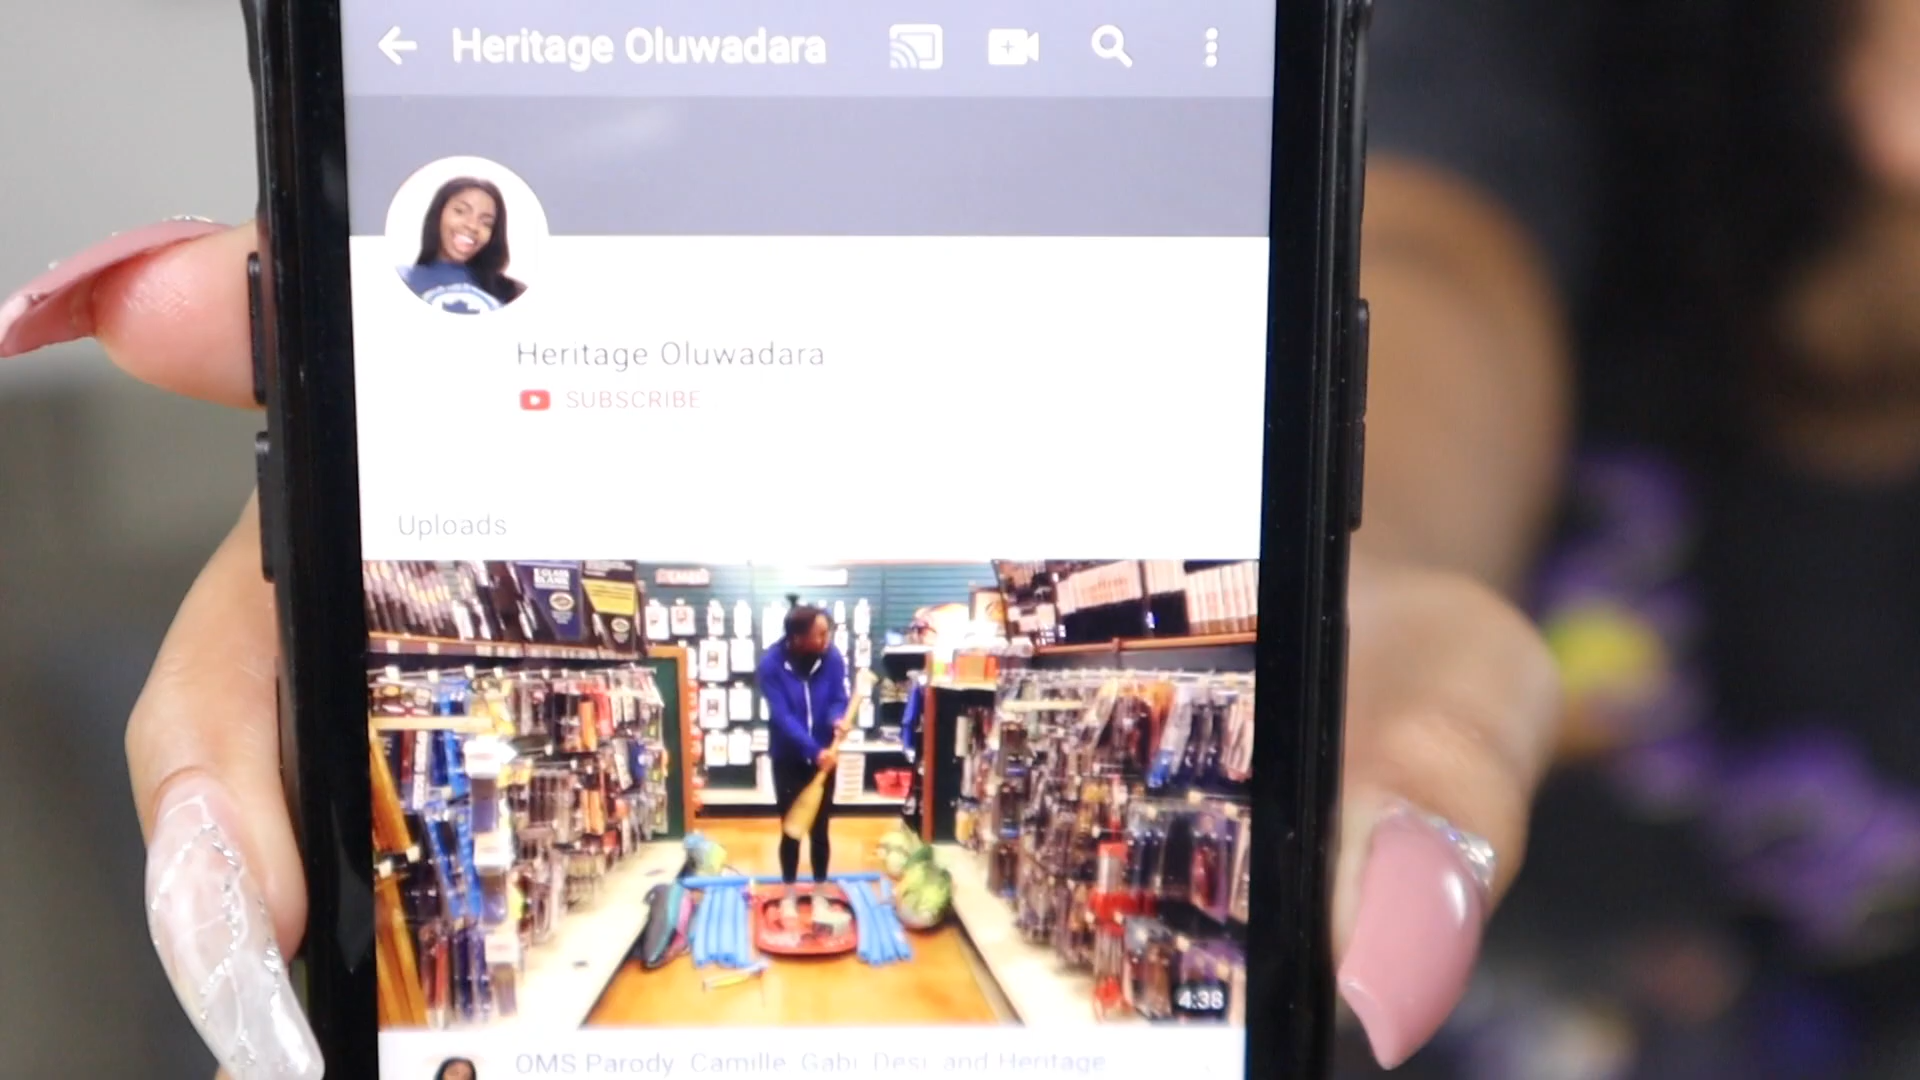 Heritage Oluwadara
Heritage Oluwadara
SUBSCRIBE
Uploads
4:38
OMS Parody Camille, Gabi, Desi, and Heritage